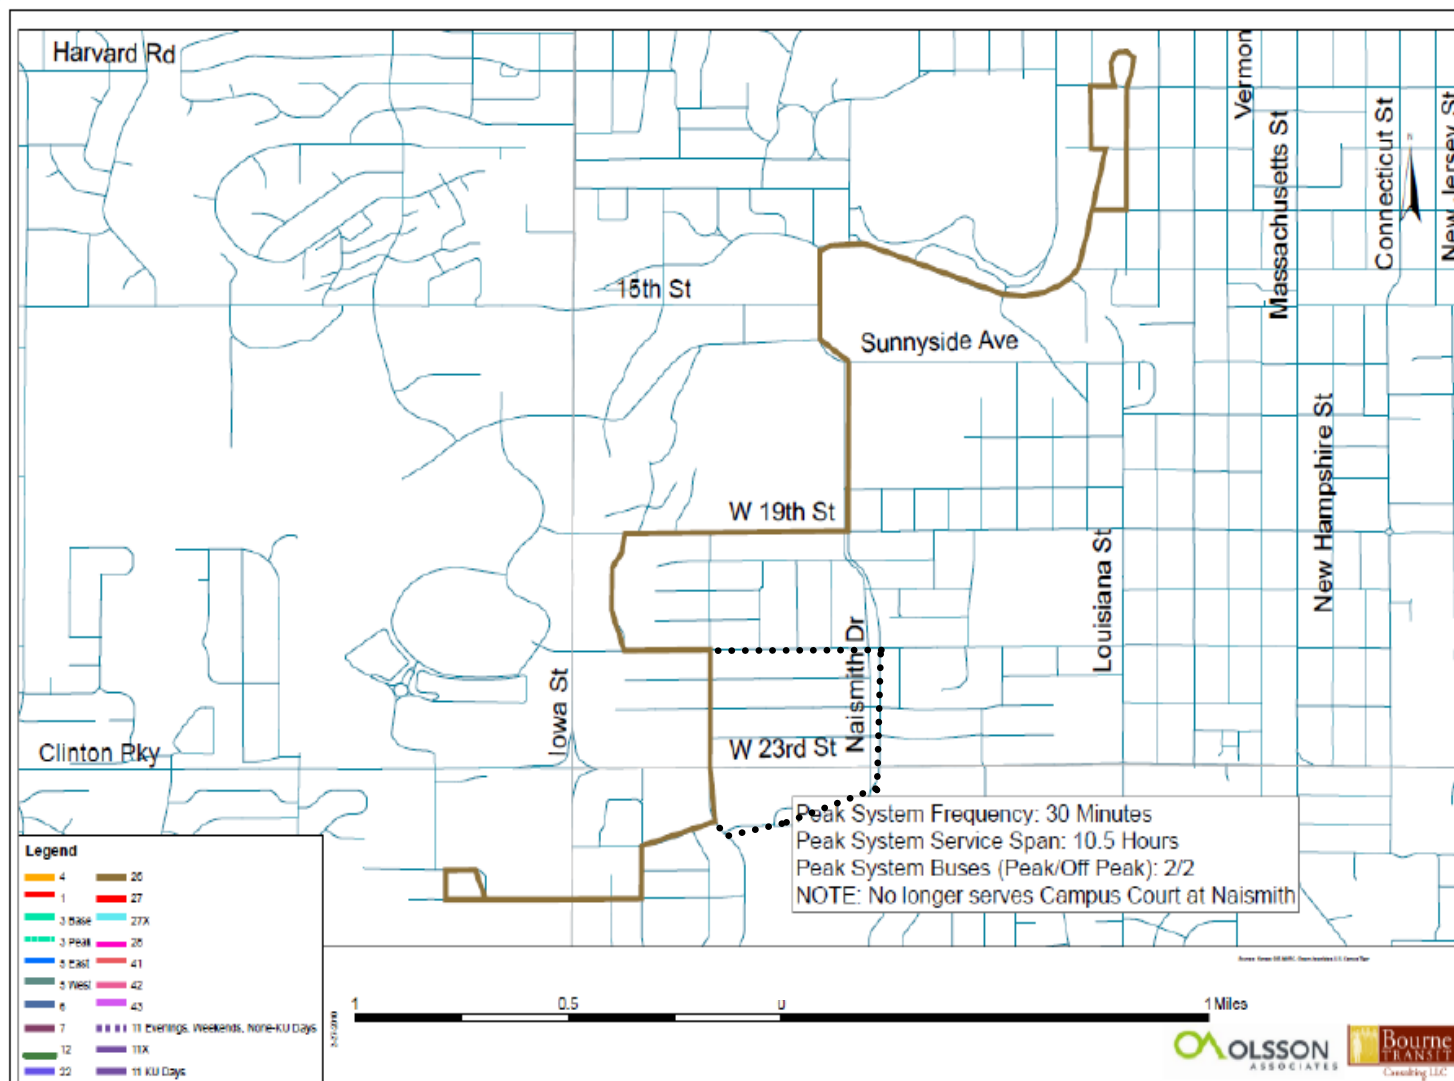 Harvard Rd
Vermon
Massachusetts St
Connecticut St
New Jersey St
N
15th St
Sunnyside Ave
W 19th St
New Hampshire St
Louisiana St
Naismith Dr
Iowa St
W 23rd St
Clinton Pky
Peak System Frequency: 30 Minutes
Peak System Service Span: 10.5 Hours
Peak System Buses (Peak/Off Peak): 2/2
NOTE: No longer serves Campus Court at Naismith
Legend
4
1
3 Base
3 Peak
5 East
5 West
6
7
12
22
26
27
27X
28
41
42
43
11 Evenings, Weekends, None-KU Days
11X
11 KU Days
1
0.5
0
1 Miles
OA OLSSON
ASSOCIATES
Bourne
TRANSIT
Consulting LLC